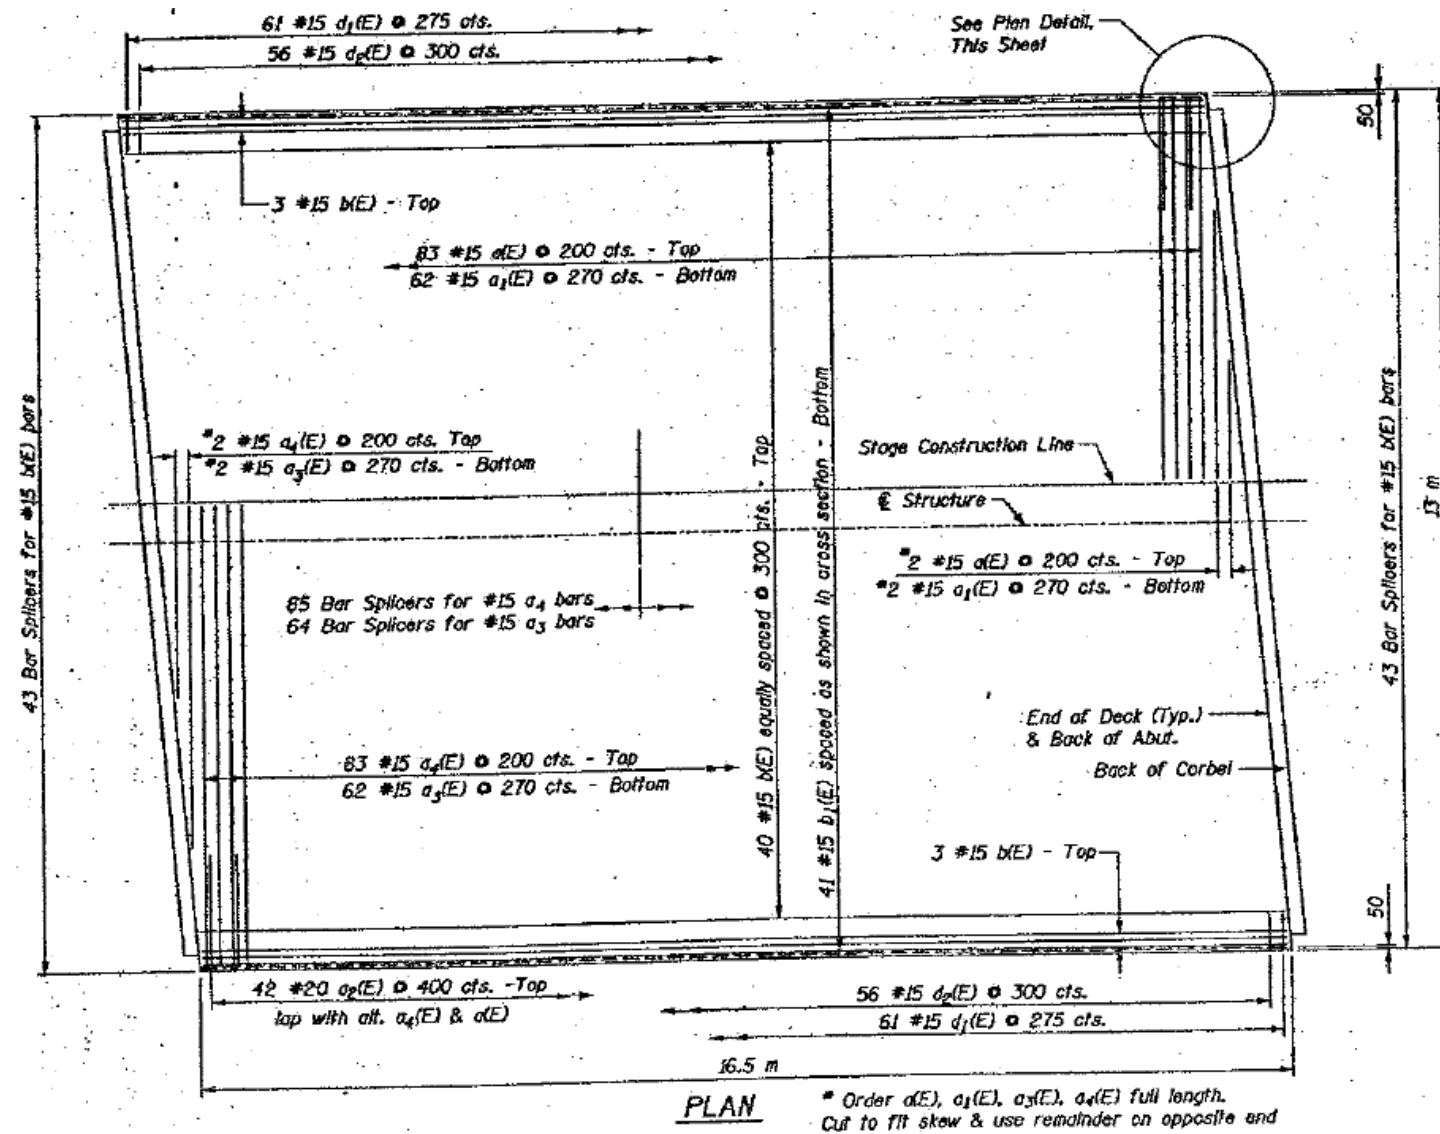 61 #15 d1(E) @ 275 cts.
56 #15 d2(E) @ 300 cts.
See Plan Detail,
This Sheet
50
3 #15 b(E) - Top
83 #15 a(E) @ 200 cts. - Top
62 #15 a1(E) @ 270 cts. - Bottom
43 Bar Splicers for #15 b(E) bars
*2 #15 a4(E) @ 200 cts. Top
*2 #15 a3(E) @ 270 cts. - Bottom
40 #15 b(E) equally spaced @ 300 cts. - Top
41 #15 b1(E) spaced as shown in cross section - Bottom
Stage Construction Line
℄ Structure
43 Bar Splicers for #15 b(E) bars
13 m
*2 #15 a(E) @ 200 cts. - Top
*2 #15 a1(E) @ 270 cts. - Bottom
85 Bar Splicers for #15 a4 bars
64 Bar Splicers for #15 a3 bars
End of Deck (Typ.)
& Back of Abut.
Back of Corbel
83 #15 a4(E) @ 200 cts. - Top
62 #15 a3(E) @ 270 cts. - Bottom
3 #15 b(E) - Top
50
42 #20 a2(E) @ 400 cts. -Top
lap with alt. a4(E) & a(E)
56 #15 d2(E) @ 300 cts.
61 #15 d1(E) @ 275 cts.
16.5 m
PLAN
* Order a(E), a1(E), a3(E), a4(E) full length.
Cut to fit skew & use remainder on opposite end